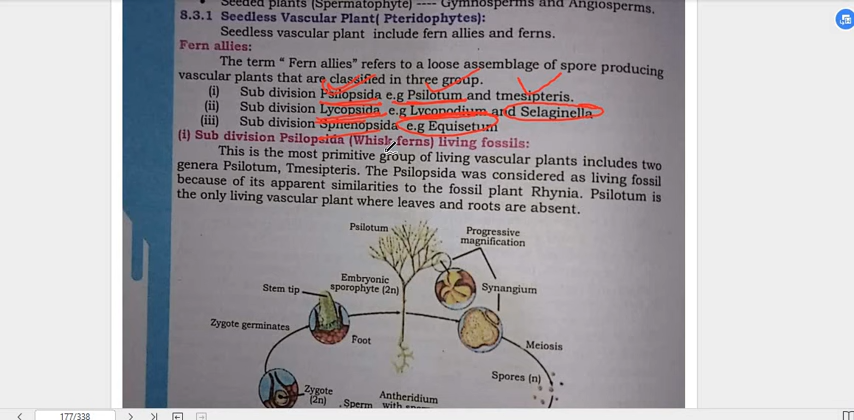 Seeded plants (Spermatophyte) ---- Gymnosperms and Angiosperms.
8.3.1 Seedless Vascular Plant( Pteridophytes):
Seedless vascular plant include fern allies and ferns.
Fern allies:
The term " Fern allies" refers to a loose assemblage of spore producing
vascular plants that are classified in three group.
(i) Sub division Psilopsida e.g Psilotum and tmesipteris.
(ii) Sub division Lycopsida e.g Lycopodium and Selaginella
(iii) Sub division Sphenopsida e.g Equisetum
(i) Sub division Psilopsida (Whisk ferns) living fossils:
This is the most primitive group of living vascular plants includes two
genera Psilotum, Tmesipteris. The Psilopsida was considered as living fossil
because of its apparent similarities to the fossil plant Rhynia. Psilotum is
the only living vascular plant where leaves and roots are absent.
Psilotum
Progressive
magnification
Embryonic
sporophyte (2n)
Stem tip
Synangium
Zygote germinates
Foot
Meiosis
Spores (n)
Zygote
(2n)
Sperm
Antheridium
with
177/338